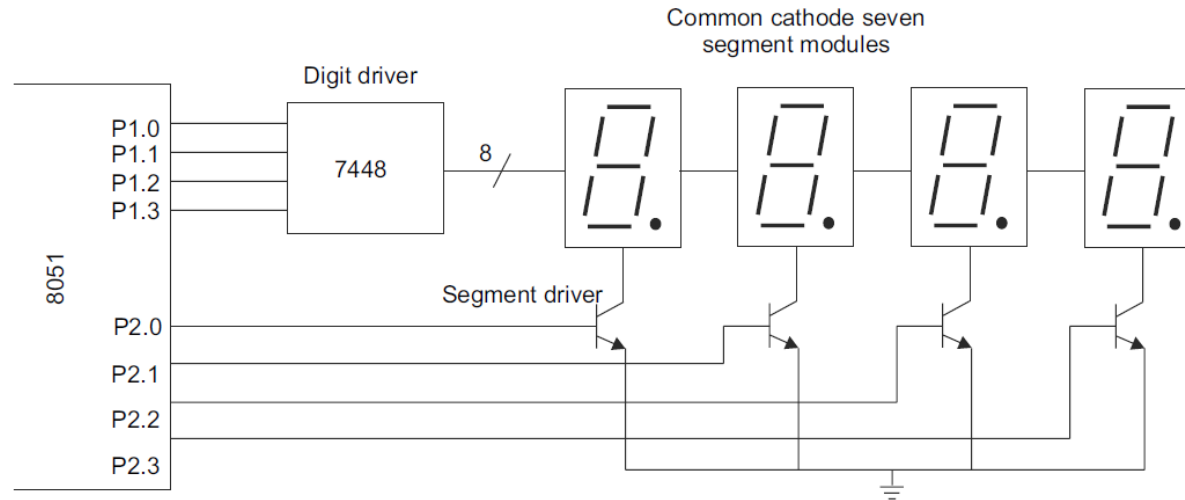 Common cathode seven
segment modules
Digit driver
P1.0
P1.1
P1.2
P1.3
7448
8
8051
Segment driver
P2.0
P2.1
P2.2
P2.3